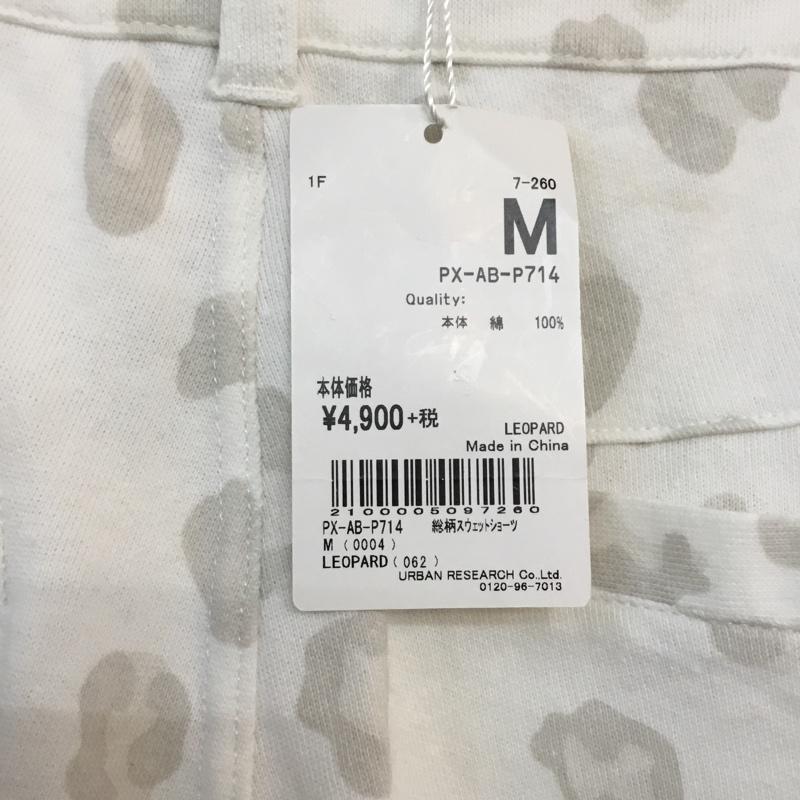 1F 7-260
M
PX-AB-P714
Quality:
本体 綿 100%
本体価格
¥4,900+税
LEOPARD
Made in China
2100005097260
PX-AB-P714 総柄スウェットショーツ
M (0004)
LEOPARD (062)
URBAN RESEARCH Co.,Ltd.
0120-96-7013